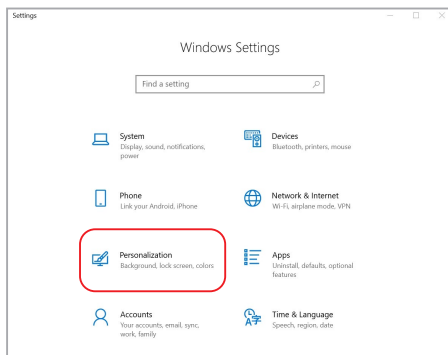 Settings
Windows Settings
Find a setting
System
Display, sound, notifications,
power
Devices
Bluetooth, printers, mouse
Phone
Link your Android, iPhone
Network & Internet
Wi-Fi, airplane mode, VPN
Personalization
Background, lock screen, colors
Apps
Uninstall, defaults, optional
features
Accounts
Your accounts, email, sync,
work, family
Time & Language
Speech, region, date